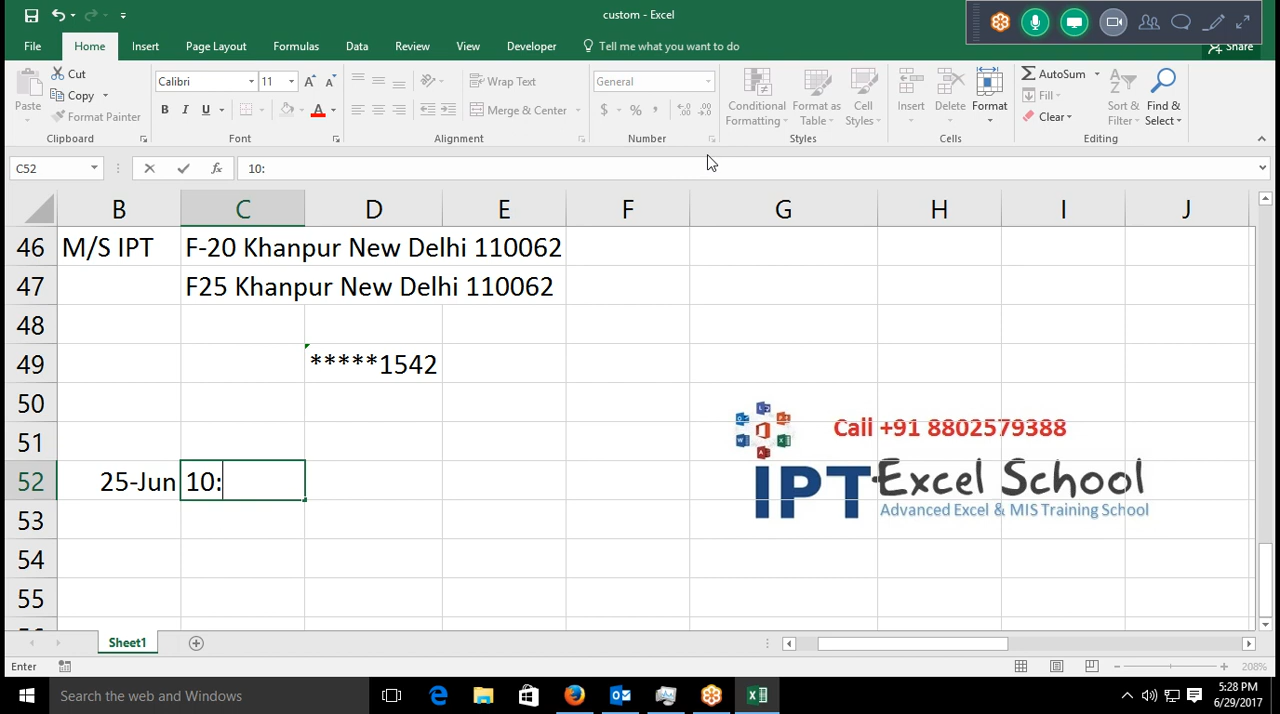 custom - Excel
File Home Insert Page Layout Formulas Data Review View Developer Tell me what you want to do Share
Paste Cut Copy Format Painter Clipboard
Calibri 11 B I U A A A Font
Wrap Text Merge & Center Alignment
General $ % , Number
Conditional Formatting Format as Table Cell Styles Styles
Insert Delete Format Cells
AutoSum Fill Clear Sort & Filter Find & Select Editing
C52 fx 10:
B C D E F G H I J
46 M/S IPT F-20 Khanpur New Delhi 110062
47 F25 Khanpur New Delhi 110062
48
49 *****1542
50
51 Call +91 8802579388
52 25-Jun 10: IPT Excel School
53 Advanced Excel & MIS Training School
54
55
Sheet1
Enter 208%
Search the web and Windows
5:28 PM
6/29/2017